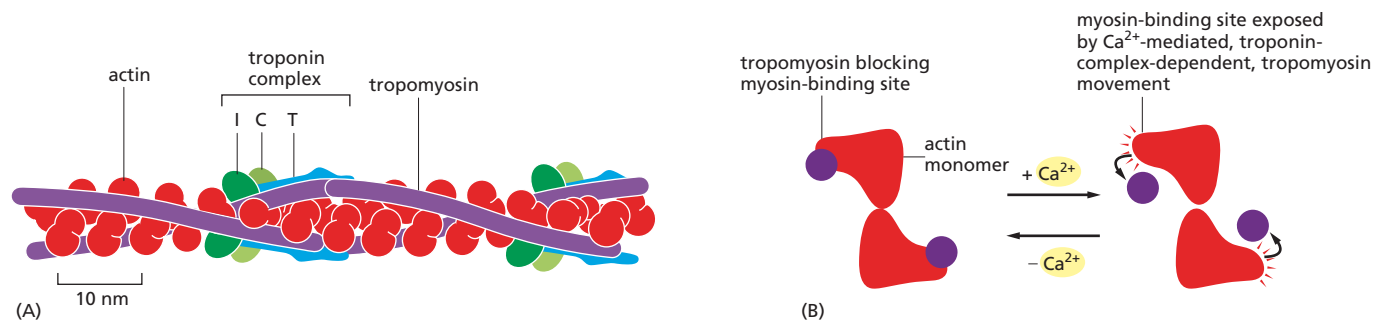 actin
troponin
complex
I C T
tropomyosin
10 nm
(A)
tropomyosin blocking
myosin-binding site
actin
monomer
+ Ca²⁺
– Ca²⁺
myosin-binding site exposed
by Ca²⁺-mediated, troponin-
complex-dependent, tropomyosin
movement
(B)